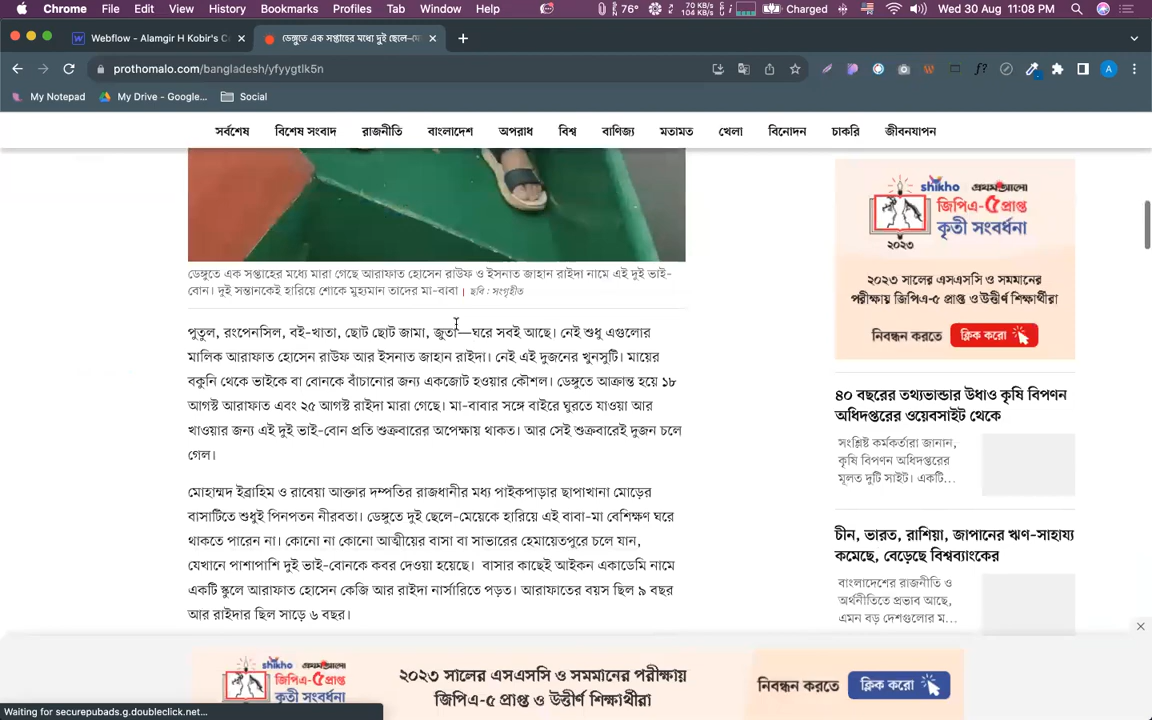 Chrome File Edit View History Bookmarks Profiles Tab Window Help 76° 70 KB/s 104 KB/s Charged Wed 30 Aug 11:08 PM
Webflow - Alamgir H Kobir's C ডেঙ্গুতে এক সপ্তাহের মধ্যে দুই ছেলে-মে
prothomalo.com/bangladesh/yfyygtlk5n
My Notepad My Drive - Google... Social
সর্বশেষ বিশেষ সংবাদ রাজনীতি বাংলাদেশ অপরাধ বিশ্ব বাণিজ্য মতামত খেলা বিনোদন চাকরি জীবনযাপন
ডেঙ্গুতে এক সপ্তাহের মধ্যে মারা গেছে আরাফাত হোসেন রাউফ ও ইসনাত জাহান রাইদা নামে এই দুই ভাই-
বোন। দুই সন্তানকেই হারিয়ে শোকে মুহ্যমান তাদের মা-বাবা। ছবি : সংগৃহীত
পুতুল, রংপেনসিল, বই-খাতা, ছোট ছোট জামা, জুতা—ঘরে সবই আছে। নেই শুধু এগুলোর
মালিক আরাফাত হোসেন রাউফ আর ইসনাত জাহান রাইদা। নেই এই দুজনের খুনসুটি। মায়ের
বকুনি থেকে ভাইকে বা বোনকে বাঁচানোর জন্য একজোট হওয়ার কৌশল। ডেঙ্গুতে আক্রান্ত হয়ে ১৮
আগস্ট আরাফাত এবং ২৫ আগস্ট রাইদা মারা গেছে। মা-বাবার সঙ্গে বাইরে ঘুরতে যাওয়া আর
খাওয়ার জন্য এই দুই ভাই-বোন প্রতি শুক্রবারের অপেক্ষায় থাকত। আর সেই শুক্রবারেই দুজন চলে
গেল।
মোহাম্মদ ইব্রাহিম ও রাবেয়া আক্তার দম্পতির রাজধানীর মধ্য পাইকপাড়ার ছাপাখানা মোড়ের
বাসাটিতে শুধুই পিনপতন নীরবতা। ডেঙ্গুতে দুই ছেলে-মেয়েকে হারিয়ে এই বাবা-মা বেশিক্ষণ ঘরে
থাকতে পারেন না। কোনো না কোনো আত্মীয়ের বাসা বা সাভারের হেমায়েতপুরে চলে যান,
যেখানে পাশাপাশি দুই ভাই-বোনকে কবর দেওয়া হয়েছে। বাসার কাছেই আইকন একাডেমি নামে
একটি স্কুলে আরাফাত হোসেন কেজি আর রাইদা নার্সারিতে পড়ত। আরাফাতের বয়স ছিল ৯ বছর
আর রাইদার ছিল সাড়ে ৬ বছর।
shikho প্রথম আলো
জিপিএ-৫ প্রাপ্ত
কৃতী সংবর্ধনা
২০২৩
২০২৩ সালের এসএসসি ও সমমানের
পরীক্ষায় জিপিএ-৫ প্রাপ্ত ও উত্তীর্ণ শিক্ষার্থীরা
নিবন্ধন করতে ক্লিক করো
৪০ বছরের তথ্যভান্ডার উধাও কৃষি বিপণন
অধিদপ্তরের ওয়েবসাইট থেকে
সংশ্লিষ্ট কর্মকর্তারা জানান,
কৃষি বিপণন অধিদপ্তরের
মূলত দুটি সাইট। একটি...
চীন, ভারত, রাশিয়া, জাপানের ঋণ-সাহায্য
কমেছে, বেড়েছে বিশ্বব্যাংকের
বাংলাদেশের রাজনীতি ও
অর্থনীতিতে প্রভাব আছে,
এমন বড় দেশগুলোর ম...
shikho প্রথম আলো
জিপিএ-৫ প্রাপ্ত
কৃতী সংবর্ধনা
২০২৩ সালের এসএসসি ও সমমানের পরীক্ষায়
জিপিএ-৫ প্রাপ্ত ও উত্তীর্ণ শিক্ষার্থীরা
নিবন্ধন করতে ক্লিক করো
Waiting for securepubads.g.doubleclick.net...